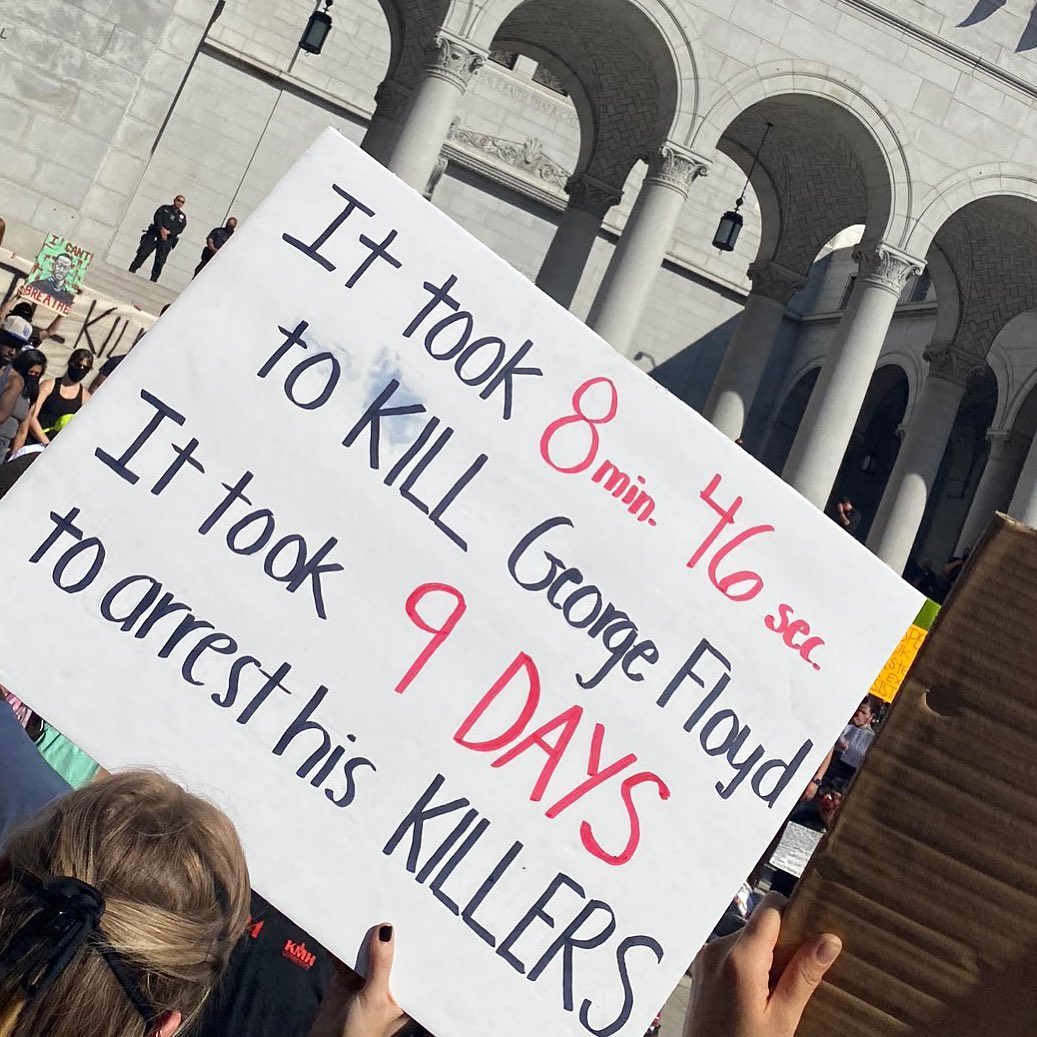 It took 8 min. 46 sec.
to KILL George Floyd
It took 9 DAYS
to arrest his KILLERS
I CAN'T
BREATHE
KMH